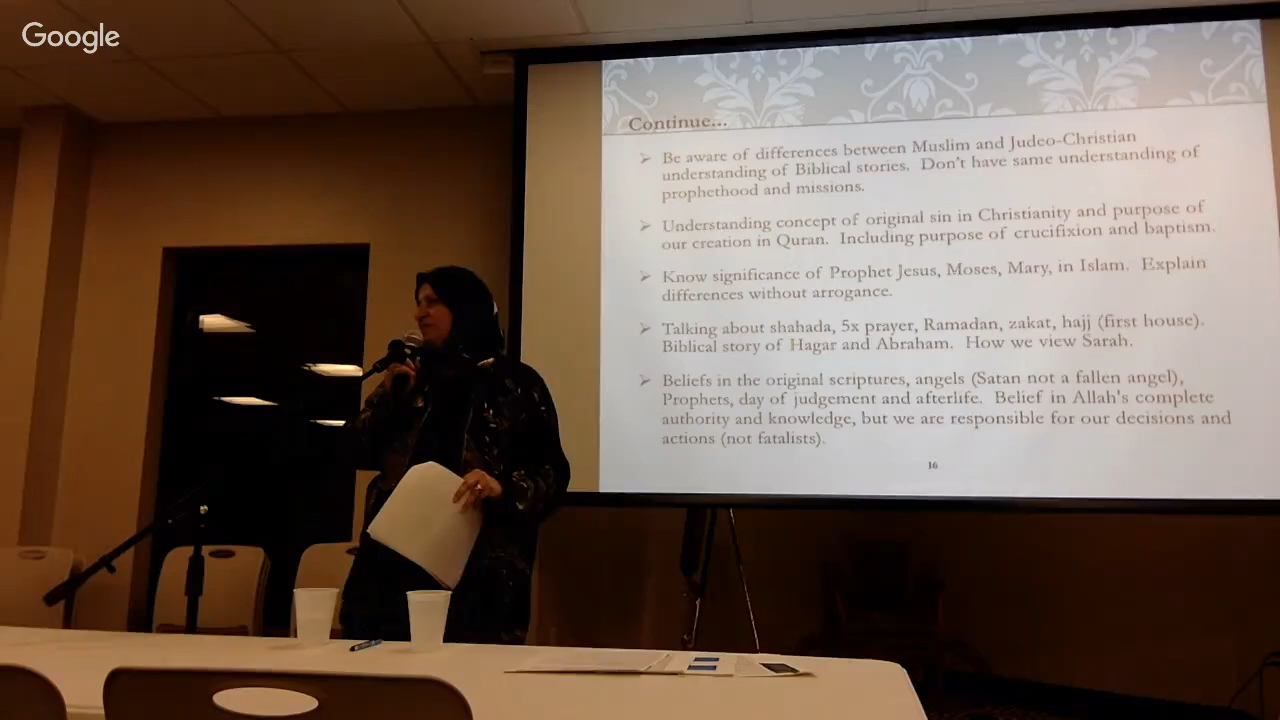 Google
Continue...
➢ Be aware of differences between Muslim and Judeo-Christian
understanding of Biblical stories. Don't have same understanding of
prophethood and missions.
➢ Understanding concept of original sin in Christianity and purpose of
our creation in Quran. Including purpose of crucifixion and baptism.
➢ Know significance of Prophet Jesus, Moses, Mary, in Islam. Explain
differences without arrogance.
➢ Talking about shahada, 5x prayer, Ramadan, zakat, hajj (first house).
Biblical story of Hagar and Abraham. How we view Sarah.
➢ Beliefs in the original scriptures, angels (Satan not a fallen angel),
Prophets, day of judgement and afterlife. Belief in Allah's complete
authority and knowledge, but we are responsible for our decisions and
actions (not fatalists).
16